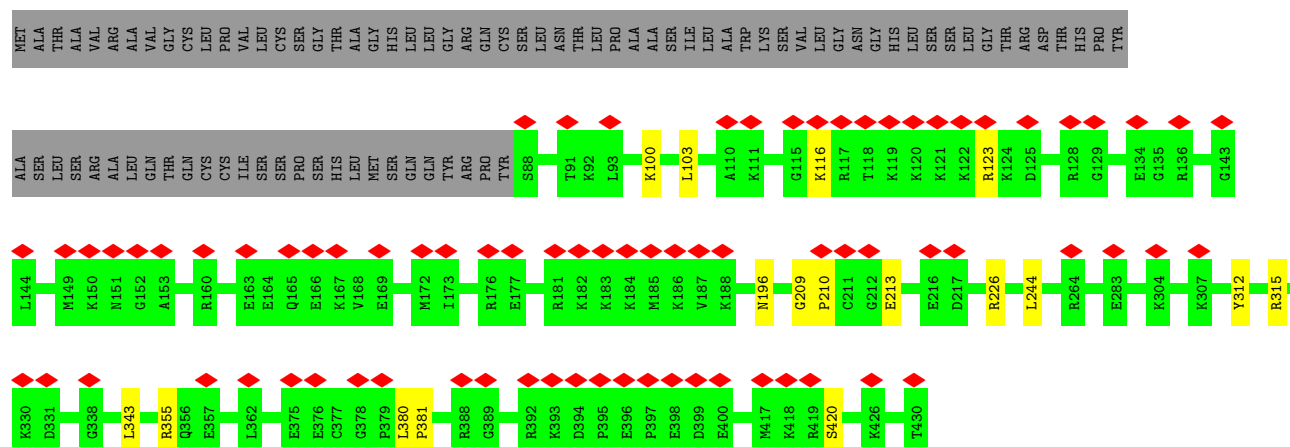 MET ALA THR ALA VAL ARG ALA VAL GLY CYS LEU PRO VAL LEU CYS SER GLY THR ALA GLY HIS LEU LEU GLY ARG GLN CYS SER LEU ASN THR LEU PRO ALA ALA SER ILE LEU ALA TRP LYS SER VAL LEU GLY ASN GLY HIS LEU SER SER LEU GLY THR ARG ASP THR HIS PRO TYR
ALA SER LEU SER ARG ALA LEU GLN THR GLN CYS CYS ILE SER SER PRO SER HIS LEU MET SER GLN GLN TYR ARG PRO TYR S88 T91 K92 L93 K100 L103 A110 K111 G115 K116 R117 T118 K119 K120 K121 K122 R123 K124 D125 R128 G129 E134 G135 R136 G143
L144 M149 K150 N151 G152 A153 R160 E163 E164 Q165 E166 K167 V168 E169 M172 I173 R176 E177 R181 K182 K183 K184 M185 K186 V187 K188 N196 G209 P210 C211 G212 E213 E216 D217 R226 L244 R264 E283 K304 K307 Y312 R315
K330 D331 G338 L343 R355 Q356 E357 L362 E375 E376 C377 G378 P379 L380 P381 R388 G389 R392 K393 D394 P395 E396 P397 E398 D399 E400 M417 K418 R419 S420 K426 T430